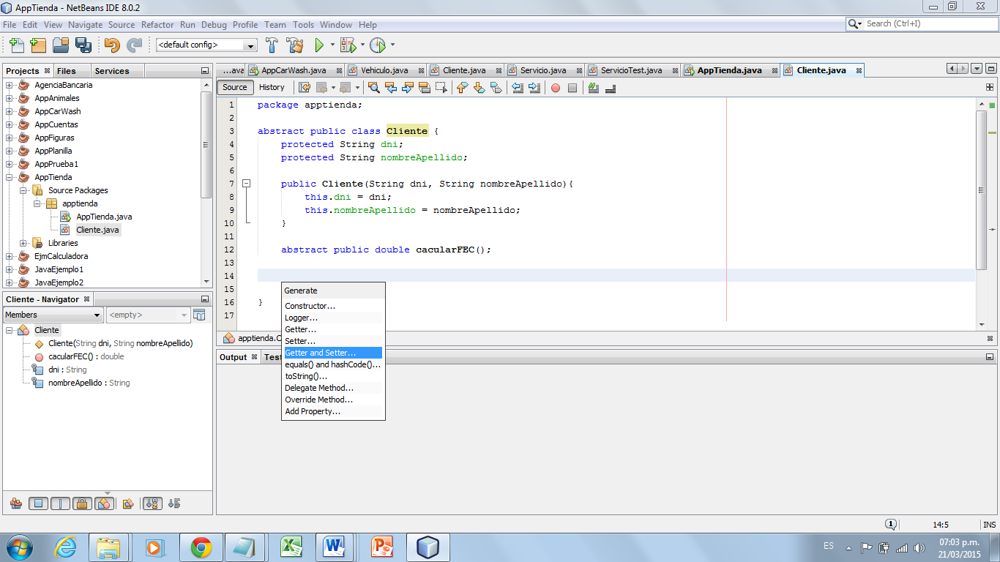 AppTienda - NetBeans IDE 8.0.2
File Edit View Navigate Source Refactor Run Debug Profile Team Tools Window Help
Search (Ctrl+I)
<default config>
Projects Files Services
AgenciaBancaria
AppAnimales
AppCarWash
AppCuentas
AppFiguras
AppPlanilla
AppPrueba1
AppTienda
Source Packages
apptienda
AppTienda.java
Cliente.java
Libraries
EjmCalculadora
JavaEjemplo1
JavaEjemplo2
Cliente - Navigator
Members <empty>
Cliente
Cliente(String dni, String nombreApellido)
cacularFEC() : double
dni : String
nombreApellido : String
...ava AppCarWash.java Vehiculo.java Cliente.java Servicio.java ServicioTest.java AppTienda.java Cliente.java
Source History
1 package apptienda;
2
3 abstract public class Cliente {
4 protected String dni;
5 protected String nombreApellido;
6
7 public Cliente(String dni, String nombreApellido){
8 this.dni = dni;
9 this.nombreApellido = nombreApellido;
10 }
11
12 abstract public double cacularFEC();
13
14
15
16 }
17
Generate
Constructor...
Logger...
Getter...
Setter...
Getter and Setter...
equals() and hashCode()...
toString()...
Delegate Method...
Override Method...
Add Property...
apptienda.C
Output Test
1 14:5 INS
ES 07:03 p.m.
21/03/2015